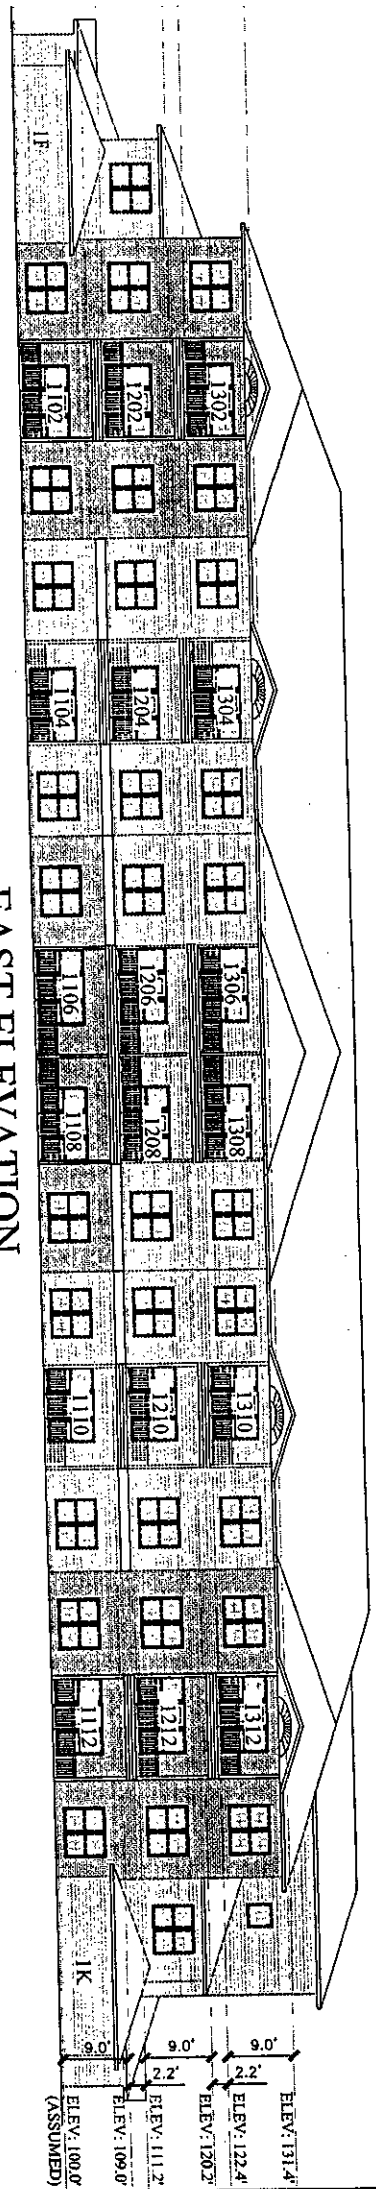 1302 1304 1306 1308 1310 1312
1202 1204 1206 1208 1210 1212
1102 1104 1106 1108 1110 1112
1F
1K
9.0'
9.0'
9.0'
2.2'
2.2'
ELEV: 131.4'
ELEV: 122.4'
ELEV: 120.2'
ELEV: 111.2'
ELEV: 109.0'
ELEV: 100.0'
(ASSUMED)
EAST ELEVATION